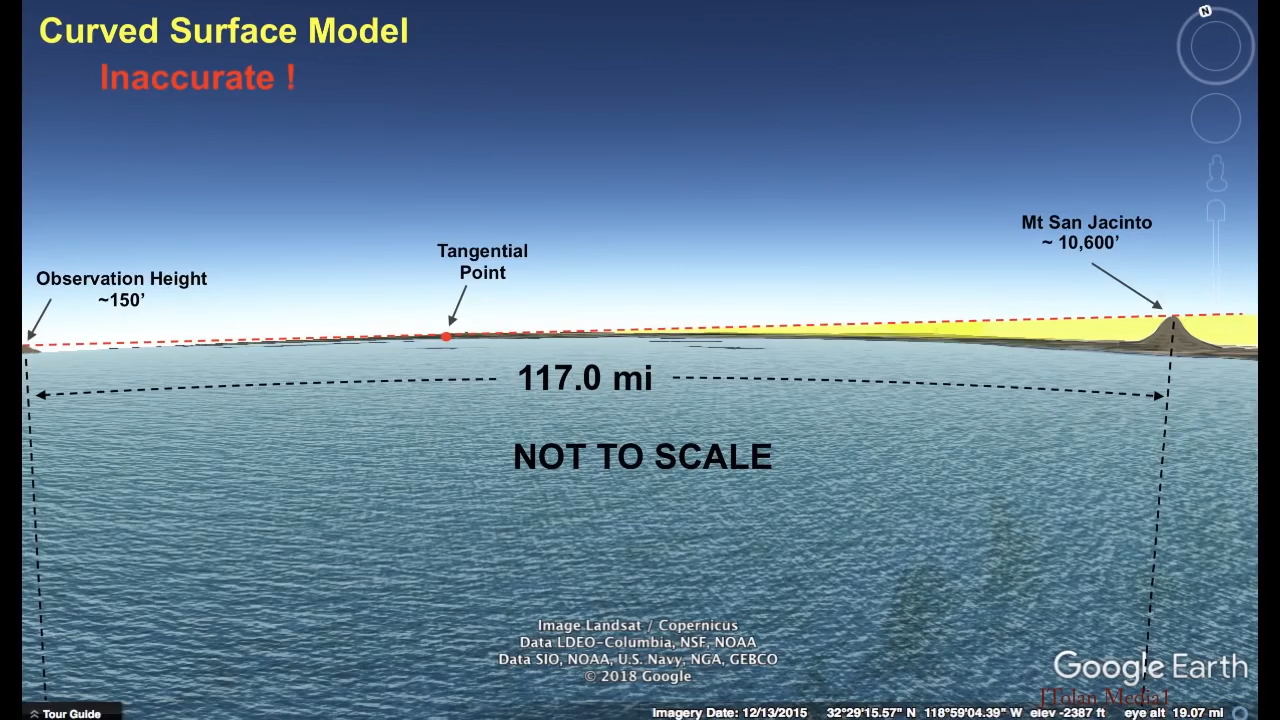 Curved Surface Model
Inaccurate !
N
Mt San Jacinto
~ 10,600’
Tangential
Point
Observation Height
~150’
117.0 mi
NOT TO SCALE
Image Landsat / Copernicus
Data LDEO-Columbia, NSF, NOAA
Data SIO, NOAA, U.S. Navy, NGA, GEBCO
© 2018 Google
Google Earth
JTolan Media1
Tour Guide
Imagery Date: 12/13/2015 32°29'15.57" N 118°59'04.39" W elev -2387 ft eye alt 19.07 mi